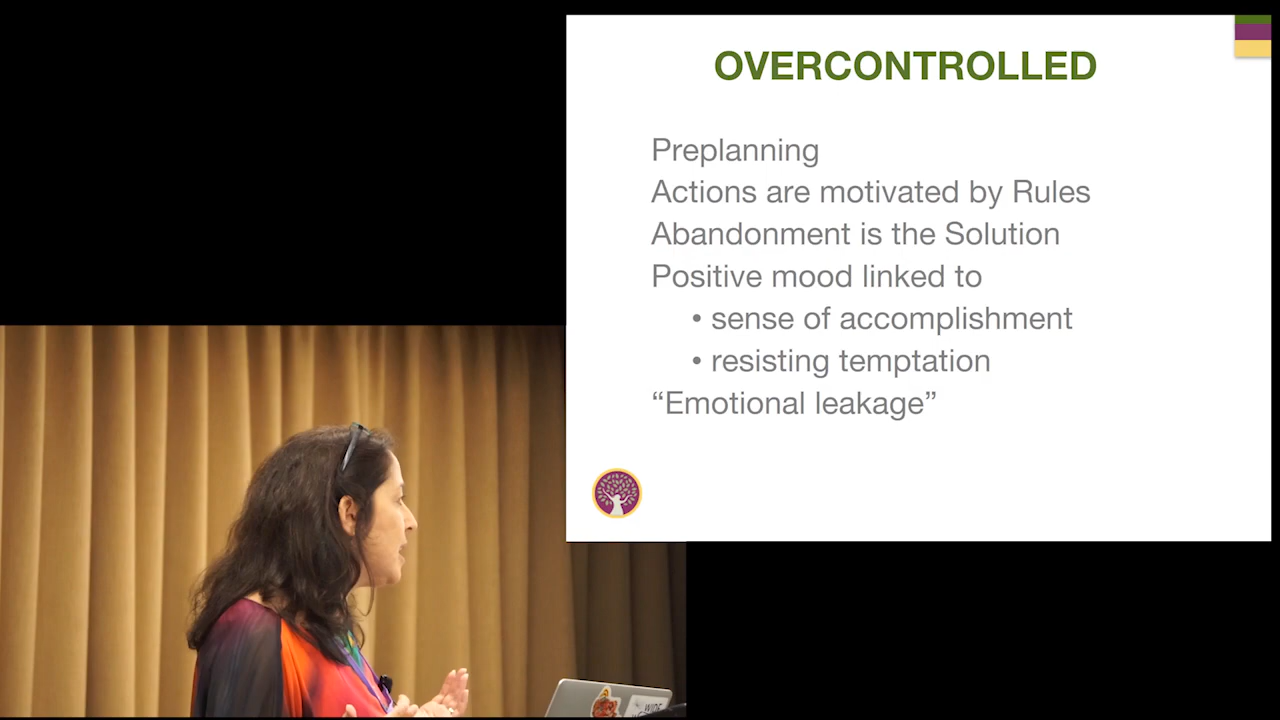 OVERCONTROLLED
Preplanning
Actions are motivated by Rules
Abandonment is the Solution
Positive mood linked to
• sense of accomplishment
• resisting temptation
“Emotional leakage”
WIDE